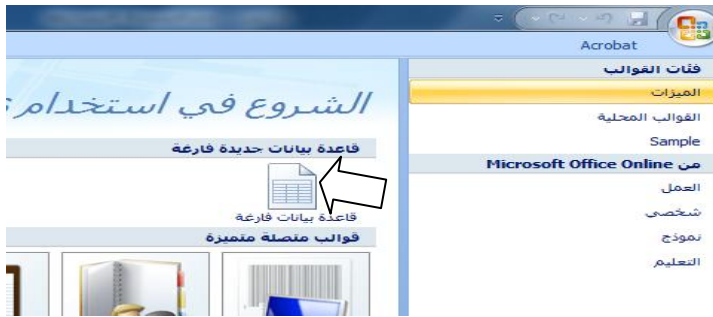 Acrobat
فئات القوالب
الميزات
القوالب المحلية
Sample
من Microsoft Office Online
العمل
شخصي
نموذج
التعليم
الشروع في استخدام
قاعدة بيانات جديدة فارغة
قاعدة بيانات فارغة
قوالب متصلة متميزة